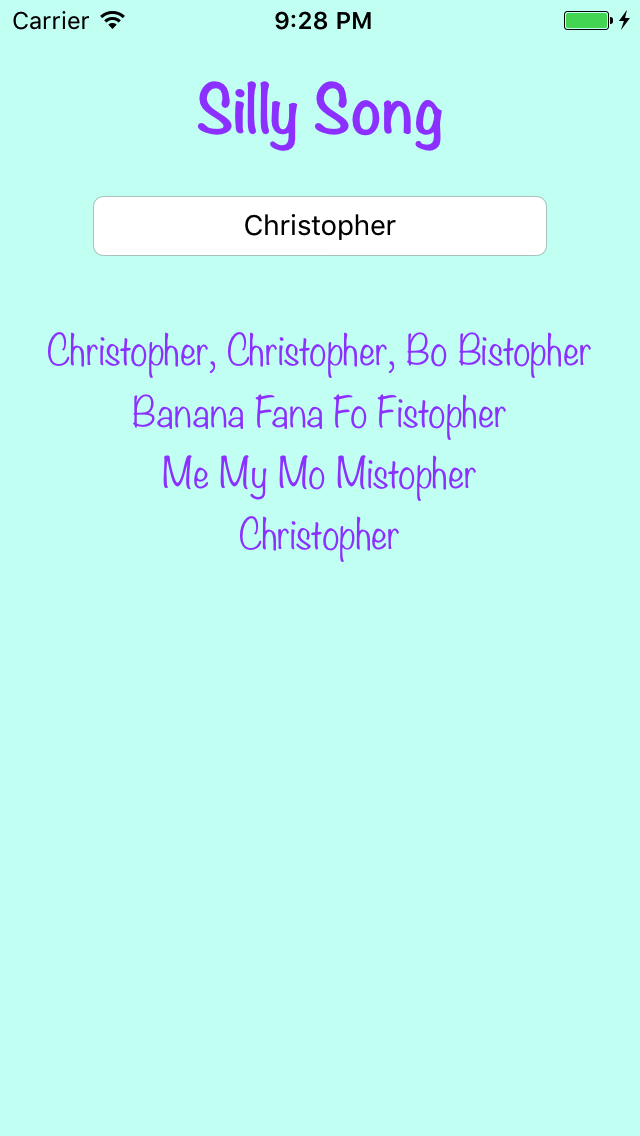 Carrier 9:28 PM
Silly Song
Christopher
Christopher, Christopher, Bo Bistopher
Banana Fana Fo Fistopher
Me My Mo Mistopher
Christopher